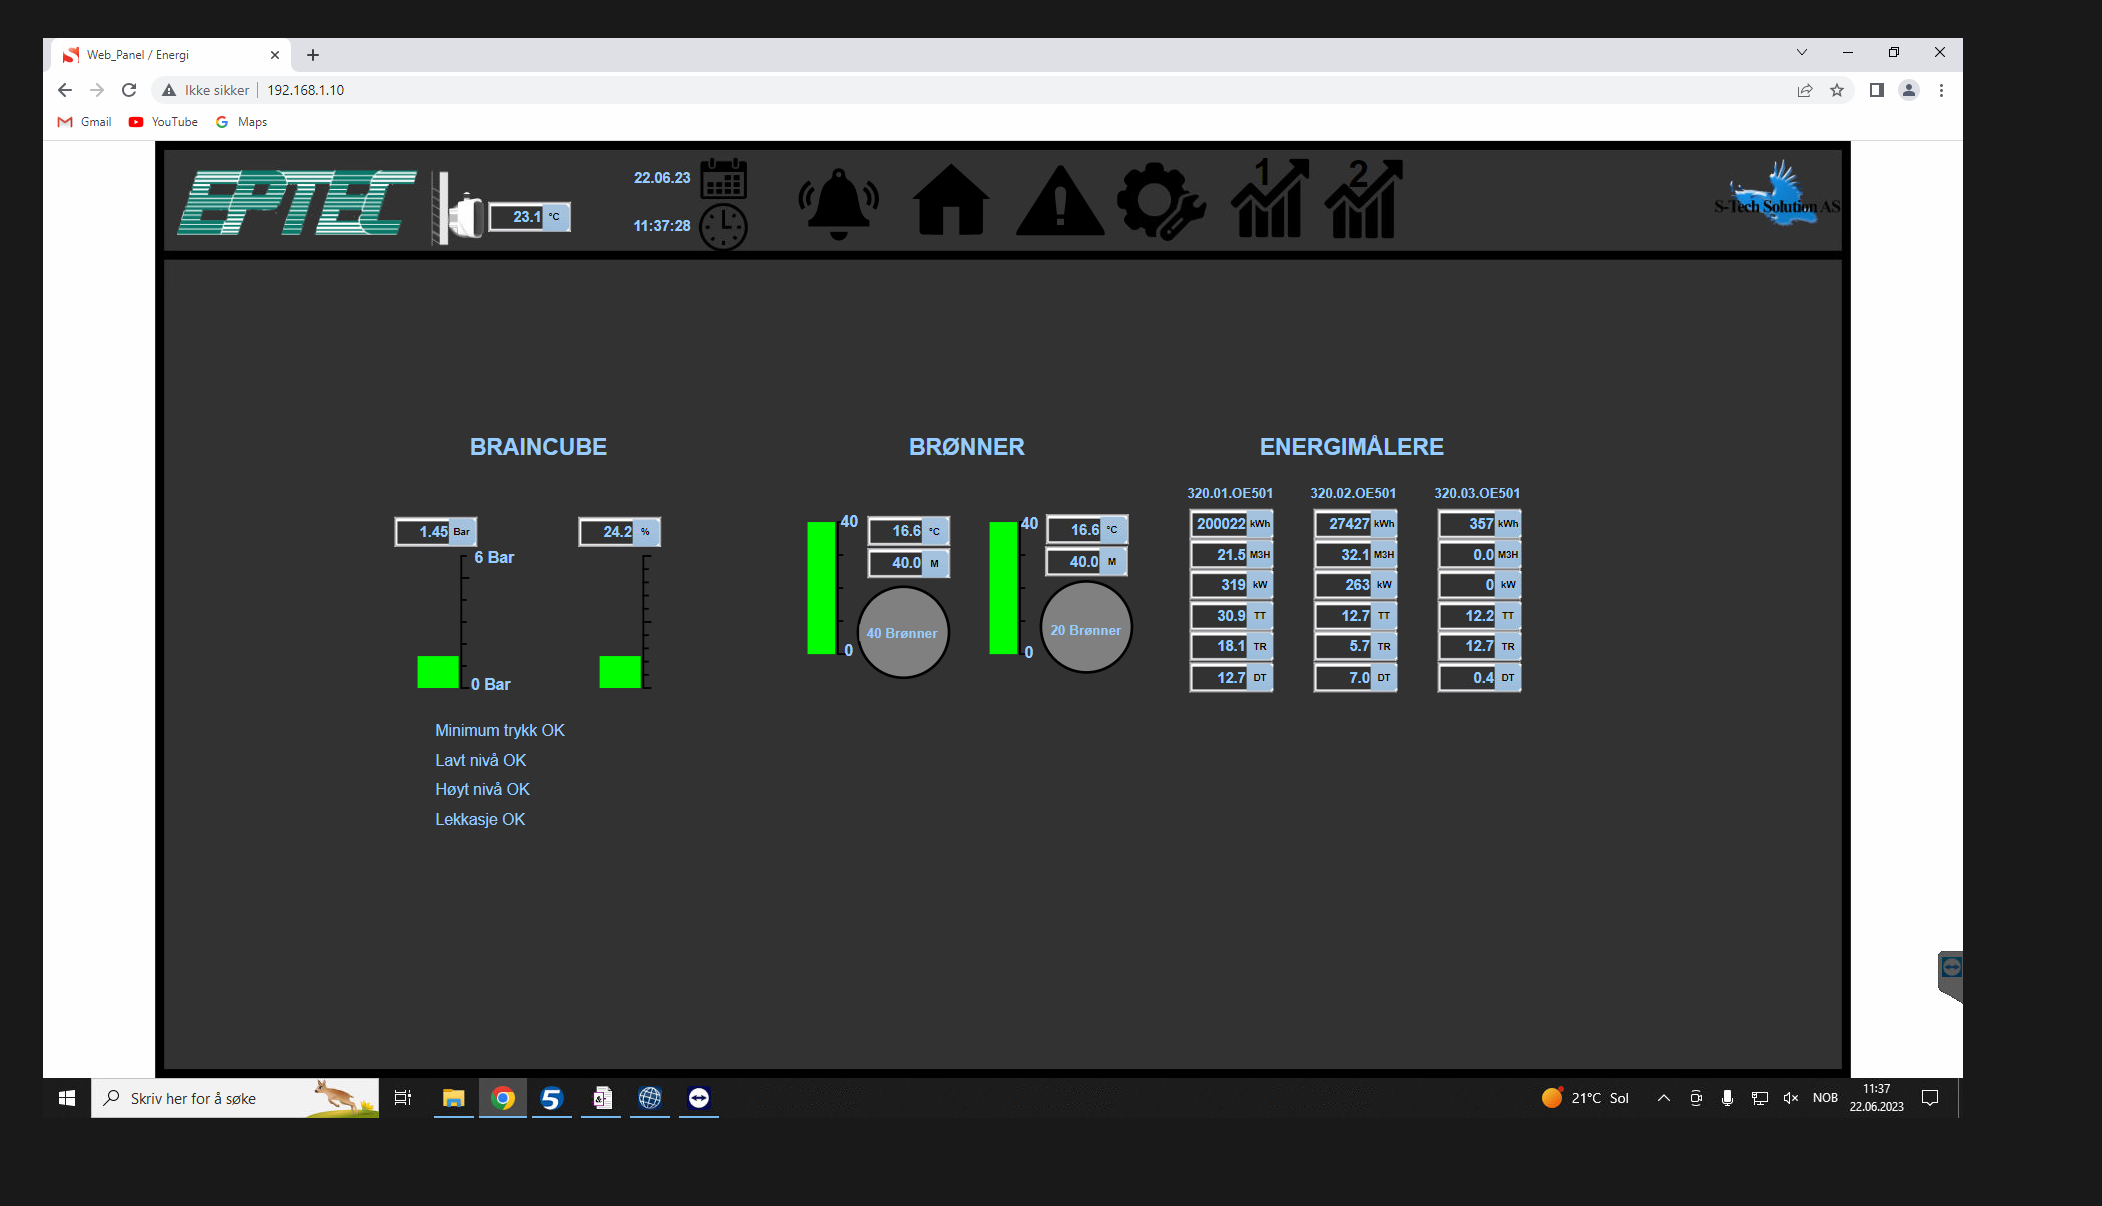 Web_Panel / Energi
Ikke sikker 192.168.1.10
Gmail YouTube Maps
EPTEC
23.1 °C
22.06.23
11:37:28
1
2
S-Tech Solution AS
BRAINCUBE
1.45 Bar
6 Bar
0 Bar
24.2 %
Minimum trykk OK
Lavt nivå OK
Høyt nivå OK
Lekkasje OK
BRØNNER
40
0
16.6 °C
40.0 M
40 Brønner
40
0
16.6 °C
40.0 M
20 Brønner
ENERGIMÅLERE
320.01.OE501 320.02.OE501 320.03.OE501
200022 kWh 27427 kWh 357 kWh
21.5 M3H 32.1 M3H 0.0 M3H
319 kW 263 kW 0 kW
30.9 TT 12.7 TT 12.2 TT
18.1 TR 5.7 TR 12.7 TR
12.7 DT 7.0 DT 0.4 DT
Skriv her for å søke
5
21°C Sol
NOB
11:37
22.06.2023